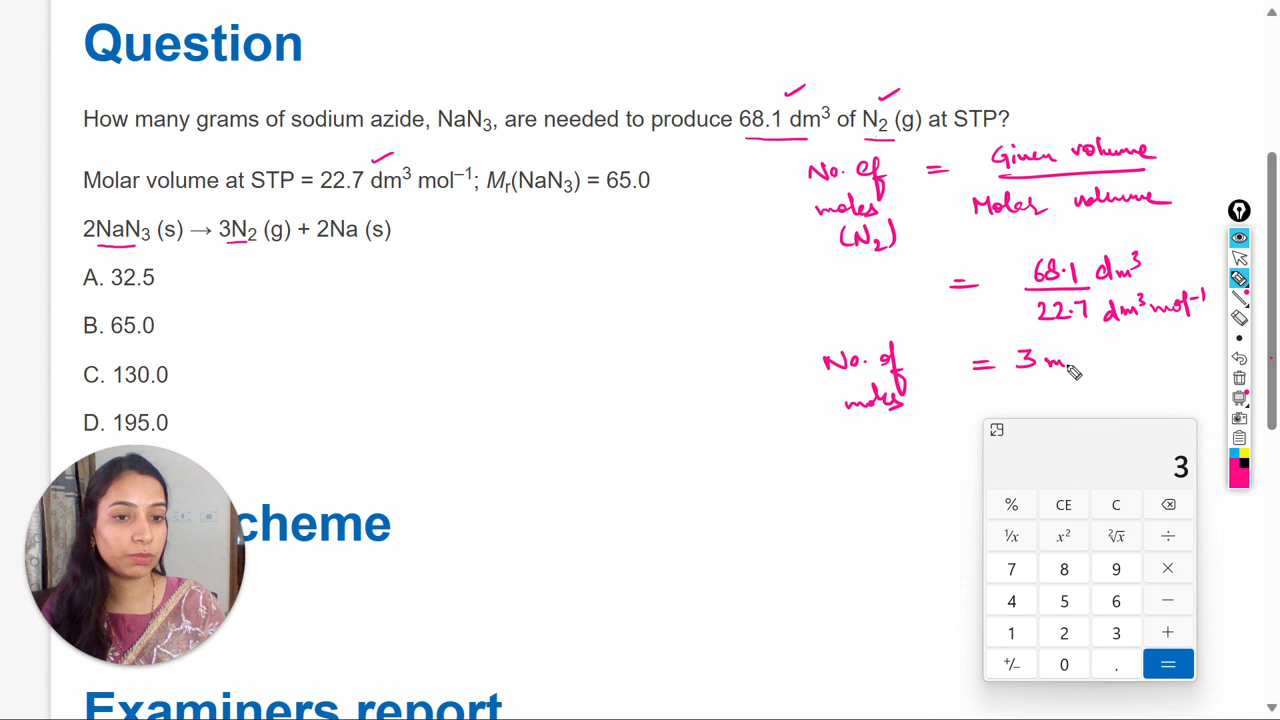 Question
How many grams of sodium azide, NaN₃, are needed to produce 68.1 dm³ of N₂ (g) at STP?
Molar volume at STP = 22.7 dm³ mol⁻¹; Mᵣ(NaN₃) = 65.0
2NaN₃ (s) → 3N₂ (g) + 2Na (s)
A. 32.5
B. 65.0
C. 130.0
D. 195.0
No. of moles (N₂) = Given volume / Molar volume
= 68.1 dm³ / 22.7 dm³ mol⁻¹
No. of moles = 3 m
cheme
Examiners report
3
% CE C
¹/x x² ²√x ÷
7 8 9 ×
4 5 6 −
1 2 3 +
+/− 0 . =